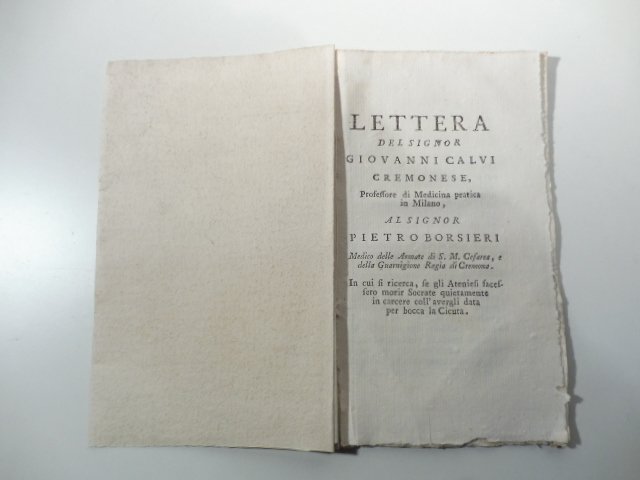 LETTERA
DEL SIGNOR
GIOVANNI CALVI
CREMONESE,
Professore di Medicina pratica
in Milano,
AL SIGNOR
PIETRO BORSIERI
Medico delle Armate di S. M. Cesarea, e
della Guarnigione Regia di Cremona.
In cui si ricerca, se gli Ateniesi faces-
sero morir Socrate quietamente
in carcere coll'avergli data
per bocca la Cicuta.